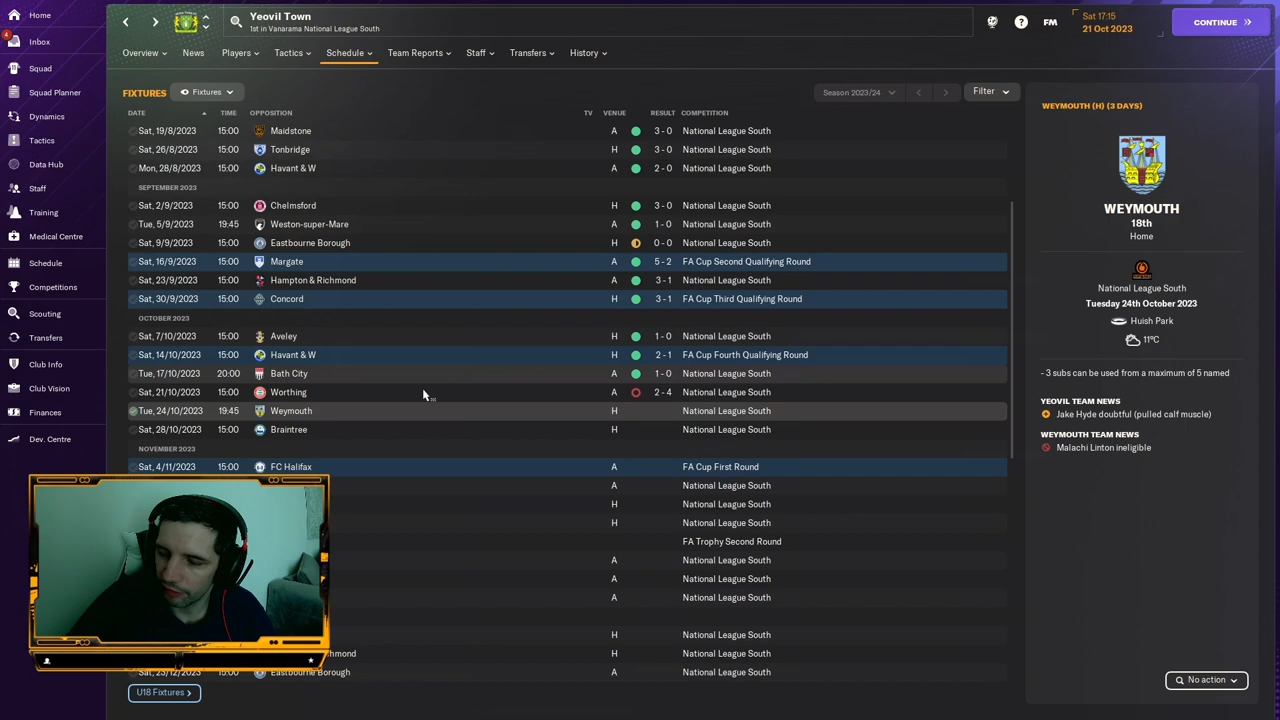 Home
4
Inbox
Squad
Squad Planner
Dynamics
Tactics
Data Hub
Staff
Training
Medical Centre
Schedule
Competitions
Scouting
Transfers
Club Info
Club Vision
Finances
Dev. Centre
Yeovil Town
1st in Vanarama National League South
?
FM
Sat 17:15
21 Oct 2023
CONTINUE
Overview
News
Players
Tactics
Schedule
Team Reports
Staff
Transfers
History
FIXTURES
Fixtures
Season 2023/24
Filter
DATE TIME OPPOSITION TV VENUE RESULT COMPETITION
Sat, 19/8/2023 15:00 Maidstone A 3 - 0 National League South
Sat, 26/8/2023 15:00 Tonbridge H 3 - 0 National League South
Mon, 28/8/2023 15:00 Havant & W A 2 - 0 National League South
SEPTEMBER 2023
Sat, 2/9/2023 15:00 Chelmsford H 3 - 0 National League South
Tue, 5/9/2023 19:45 Weston-super-Mare A 1 - 0 National League South
Sat, 9/9/2023 15:00 Eastbourne Borough H 0 - 0 National League South
Sat, 16/9/2023 15:00 Margate A 5 - 2 FA Cup Second Qualifying Round
Sat, 23/9/2023 15:00 Hampton & Richmond A 3 - 1 National League South
Sat, 30/9/2023 15:00 Concord H 3 - 1 FA Cup Third Qualifying Round
OCTOBER 2023
Sat, 7/10/2023 15:00 Aveley H 1 - 0 National League South
Sat, 14/10/2023 15:00 Havant & W H 2 - 1 FA Cup Fourth Qualifying Round
Tue, 17/10/2023 20:00 Bath City A 1 - 0 National League South
Sat, 21/10/2023 15:00 Worthing A 2 - 4 National League South
Tue, 24/10/2023 19:45 Weymouth H National League South
Sat, 28/10/2023 15:00 Braintree H National League South
NOVEMBER 2023
Sat, 4/11/2023 15:00 FC Halifax A FA Cup First Round
A National League South
H National League South
H National League South
FA Trophy Second Round
A National League South
A National League South
A National League South
H National League South
hmond H National League South
Sat, 23/12/2023 15:00 Eastbourne Borough A National League South
U18 Fixtures
WEYMOUTH (H) (3 DAYS)
WEYMOUTH
18th
Home
National League South
Tuesday 24th October 2023
Huish Park
11°C
- 3 subs can be used from a maximum of 5 named
YEOVIL TEAM NEWS
Jake Hyde doubtful (pulled calf muscle)
WEYMOUTH TEAM NEWS
Malachi Linton ineligible
No action